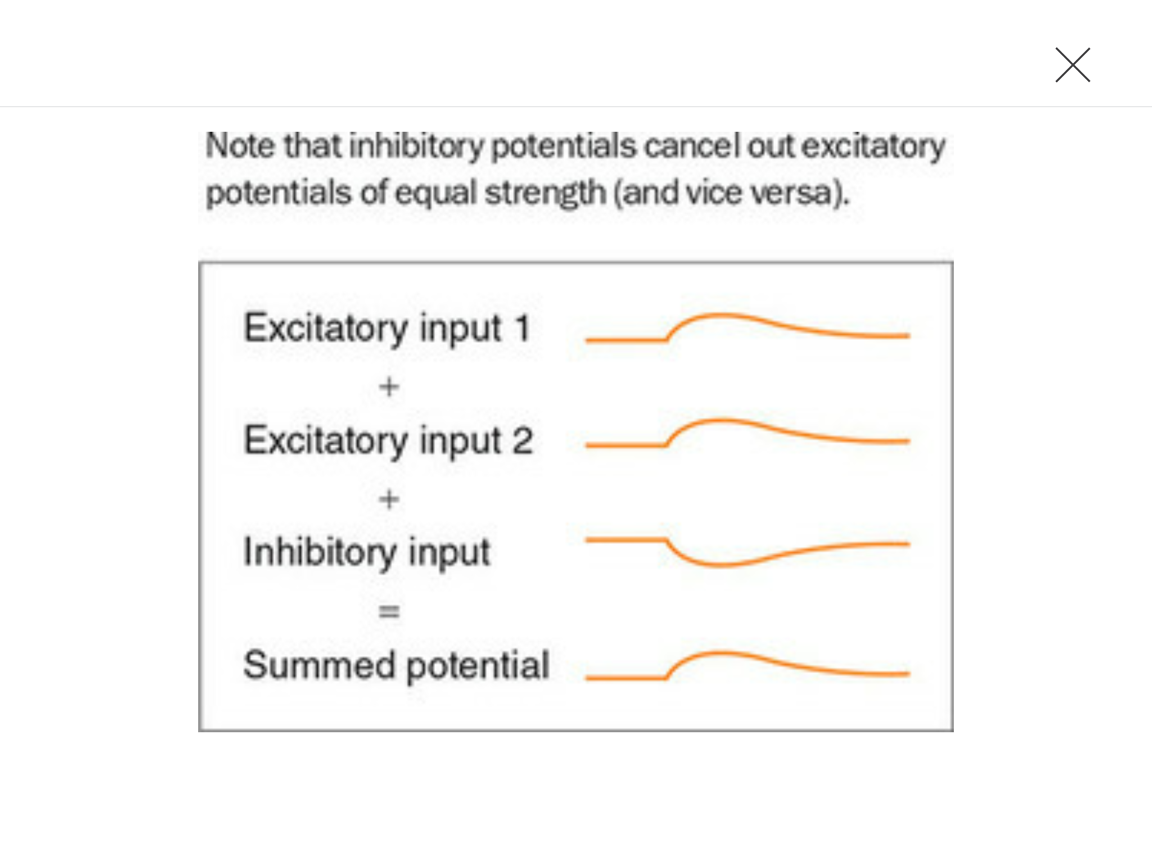 Note that inhibitory potentials cancel out excitatory
potentials of equal strength (and vice versa).
Excitatory input 1
+
Excitatory input 2
+
Inhibitory input
=
Summed potential